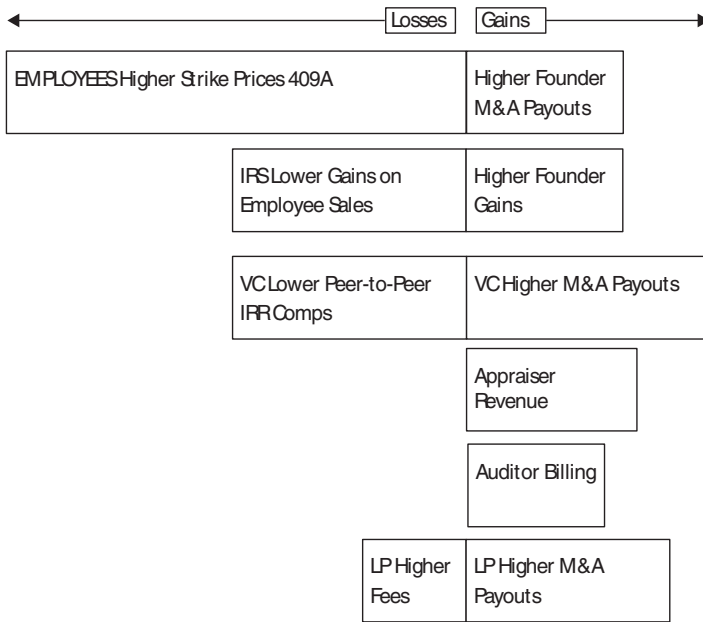 Losses Gains
EMPLOYEES Higher Strike Prices 409A
Higher Founder
M&A Payouts
IRS Lower Gains on
Employee Sales
Higher Founder
Gains
VC Lower Peer-to-Peer
IRR Comps
VC Higher M&A Payouts
Appraiser
Revenue
Auditor Billing
LP Higher
Fees
LP Higher M&A
Payouts